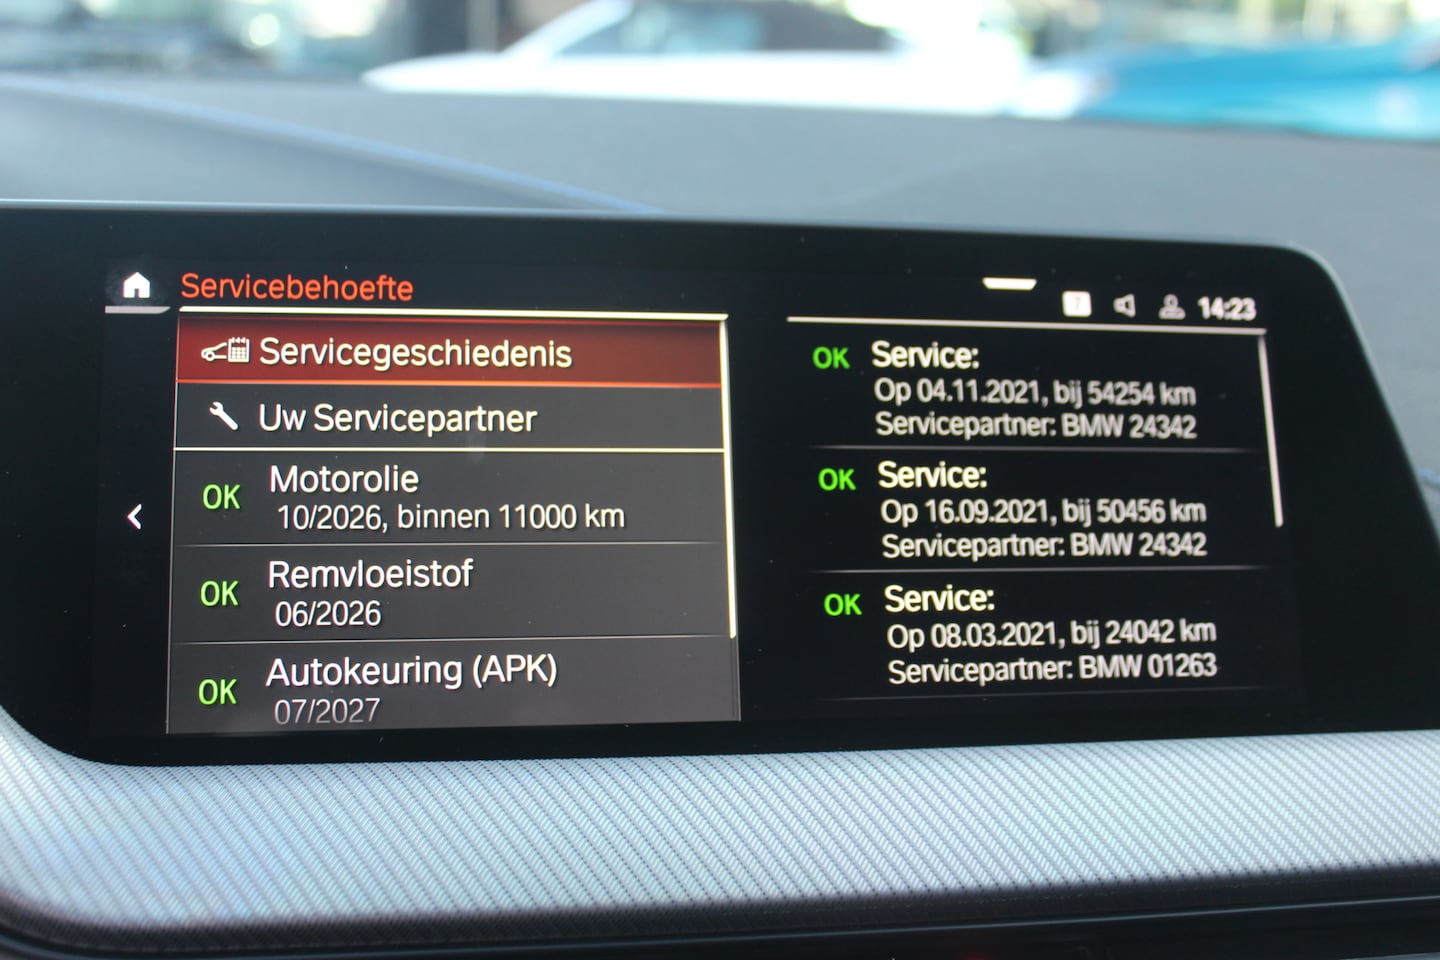 Servicebehoefte
7
14:23
Servicegeschiedenis
Uw Servicepartner
OK Motorolie
10/2026, binnen 11000 km
OK Remvloeistof
06/2026
OK Autokeuring (APK)
07/2027
OK Service:
Op 04.11.2021, bij 54254 km
Servicepartner: BMW 24342
OK Service:
Op 16.09.2021, bij 50456 km
Servicepartner: BMW 24342
OK Service:
Op 08.03.2021, bij 24042 km
Servicepartner: BMW 01263